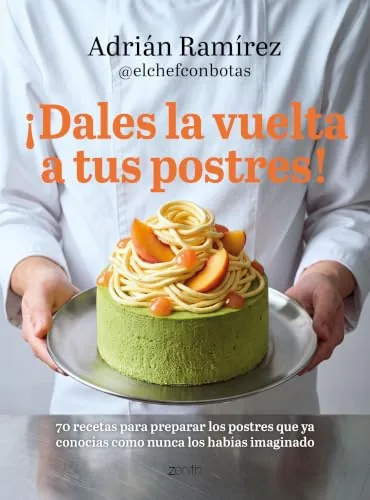 Adrián Ramírez
@elchefconbotas
¡Dales la vuelta
a tus postres!
70 recetas para preparar los postres que ya
conocías como nunca los habías imaginado
zenith